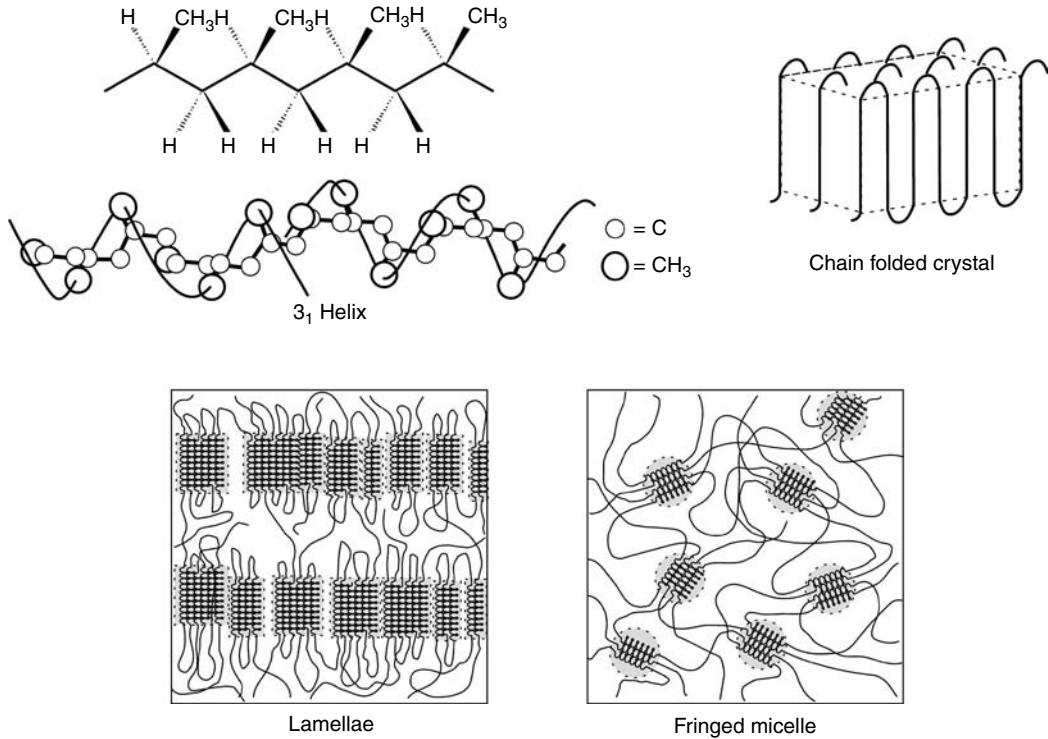 H CH₃H CH₃H CH₃H CH₃
H H H H H H
= C
= CH₃
3₁ Helix
Chain folded crystal
Lamellae
Fringed micelle